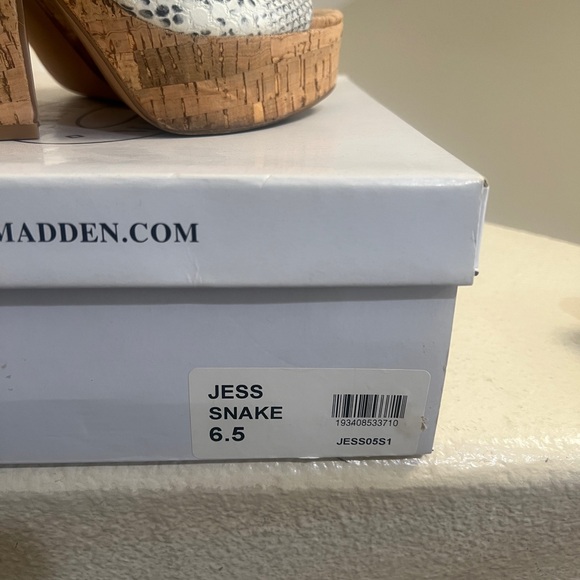 MADDEN.COM
JESS
SNAKE
6.5
193408533710
JESS05S1